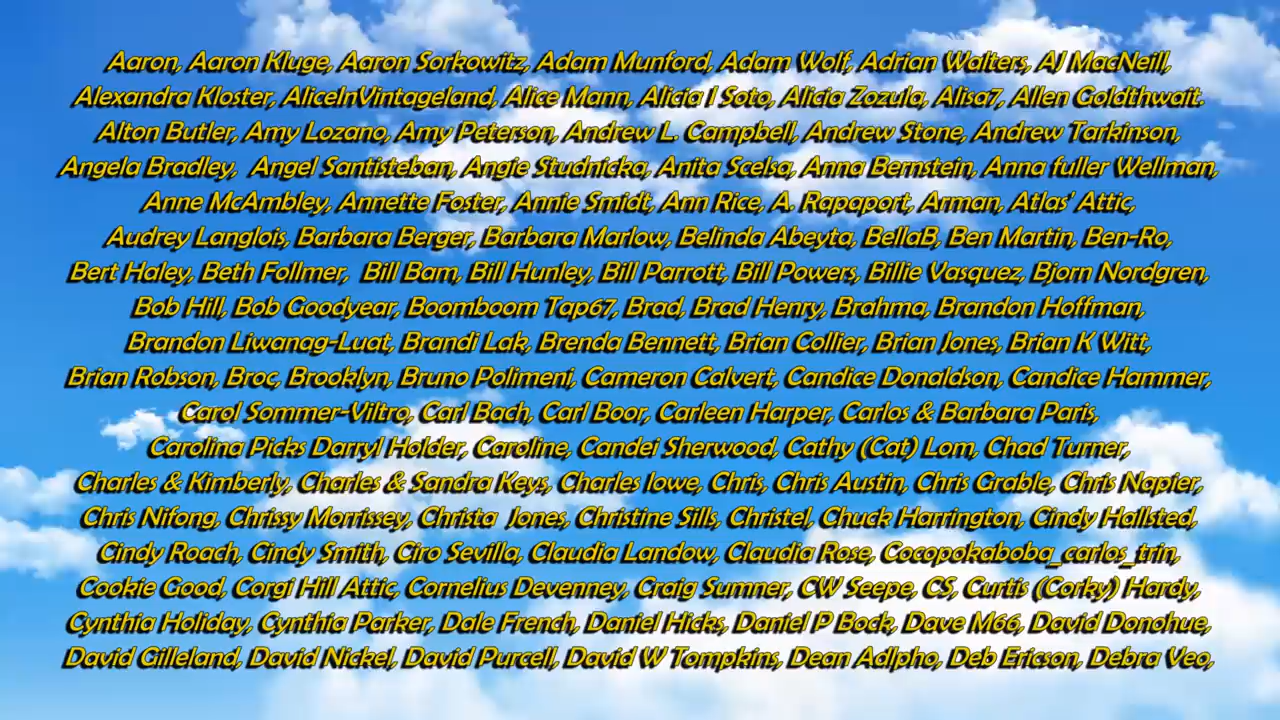 Aaron, Aaron Kluge, Aaron Sorkowitz, Adam Munford, Adam Wolf, Adrian Walters, AJ MacNeill,
Alexandra Kloster, AliceInVintageland, Alice Mann, Alicia I Soto, Alicia Zozula, Alisa7, Allen Goldthwait.
Alton Butler, Amy Lozano, Amy Peterson, Andrew L. Campbell, Andrew Stone, Andrew Tarkinson,
Angela Bradley, Angel Santisteban, Angie Studnicka, Anita Scelsa, Anna Bernstein, Anna fuller Wellman,
Anne McAmbley, Annette Foster, Annie Smidt, Ann Rice, A. Rapaport, Arman, Atlas' Attic,
Audrey Langlois, Barbara Berger, Barbara Marlow, Belinda Abeyta, BellaB, Ben Martin, Ben-Ro,
Bert Haley, Beth Follmer, Bill Bam, Bill Hunley, Bill Parrott, Bill Powers, Billie Vasquez, Bjorn Nordgren,
Bob Hill, Bob Goodyear, Boomboom Tap67, Brad, Brad Henry, Brahma, Brandon Hoffman,
Brandon Liwanag-Luat, Brandi Lak, Brenda Bennett, Brian Collier, Brian Jones, Brian K Witt,
Brian Robson, Broc, Brooklyn, Bruno Polimeni, Cameron Calvert, Candice Donaldson, Candice Hammer,
Carol Sommer-Viltro, Carl Bach, Carl Boor, Carleen Harper, Carlos & Barbara Paris,
Carolina Picks Darryl Holder, Caroline, Candei Sherwood, Cathy (Cat) Lom, Chad Turner,
Charles & Kimberly, Charles & Sandra Keys, Charles lowe, Chris, Chris Austin, Chris Grable, Chris Napier,
Chris Nifong, Chrissy Morrissey, Christa Jones, Christine Sills, Christel, Chuck Harrington, Cindy Hallsted,
Cindy Roach, Cindy Smith, Ciro Sevilla, Claudia Landow, Claudia Rose, Cocopokaboba_carlos_trin,
Cookie Good, Corgi Hill Attic, Cornelius Devenney, Craig Sumner, CW Seepe, CS, Curtis (Corky) Hardy,
Cynthia Holiday, Cynthia Parker, Dale French, Daniel Hicks, Daniel P Bock, Dave M66, David Donohue,
David Gilleland, David Nickel, David Purcell, David W Tompkins, Dean Adlpho, Deb Ericson, Debra Veo,